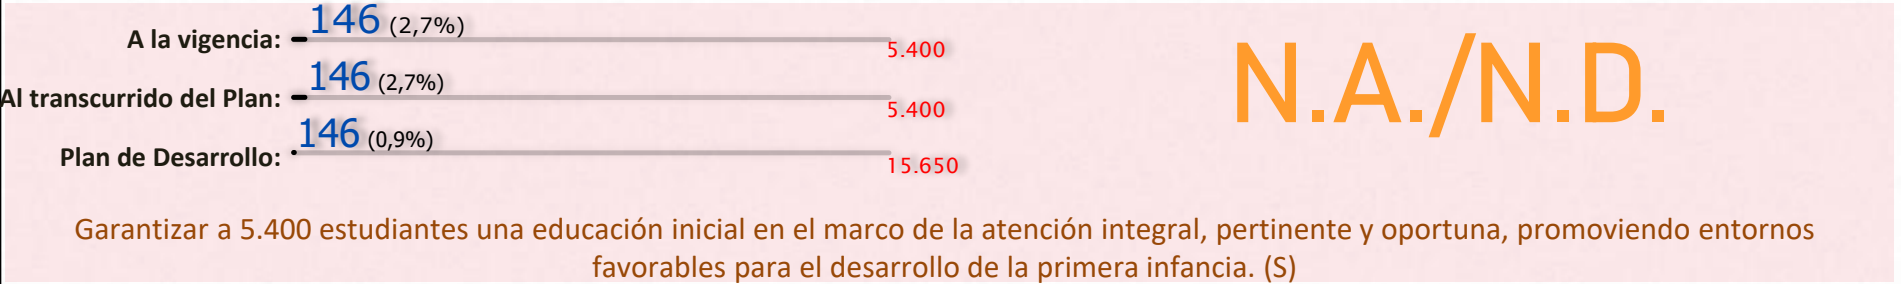 A la vigencia: 146 (2,7%) 5.400
Al transcurrido del Plan: 146 (2,7%) 5.400
Plan de Desarrollo: 146 (0,9%) 15.650
N.A./N.D.
Garantizar a 5.400 estudiantes una educación inicial en el marco de la atención integral, pertinente y oportuna, promoviendo entornos
favorables para el desarrollo de la primera infancia. (S)